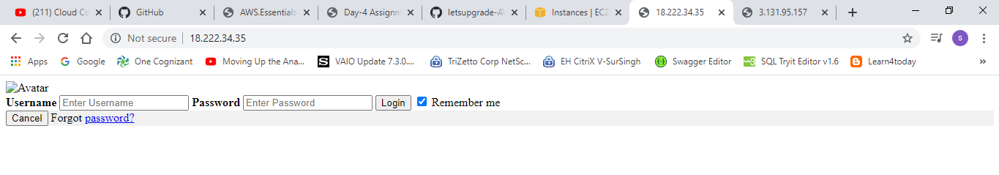 (211) Cloud Co GitHub AWS.Essentials Day-4 Assignm letsupgrade-A Instances | EC2 18.222.34.35 3.131.95.157
Not secure 18.222.34.35 s
Apps Google One Cognizant Moving Up the Ana... VAIO Update 7.3.0.... TriZetto Corp NetSc... EH CitriX V-SurSingh Swagger Editor SQL Tryit Editor v1.6 Learn4today »
Avatar
Username Enter Username Password Enter Password Login Remember me
Cancel Forgot password?